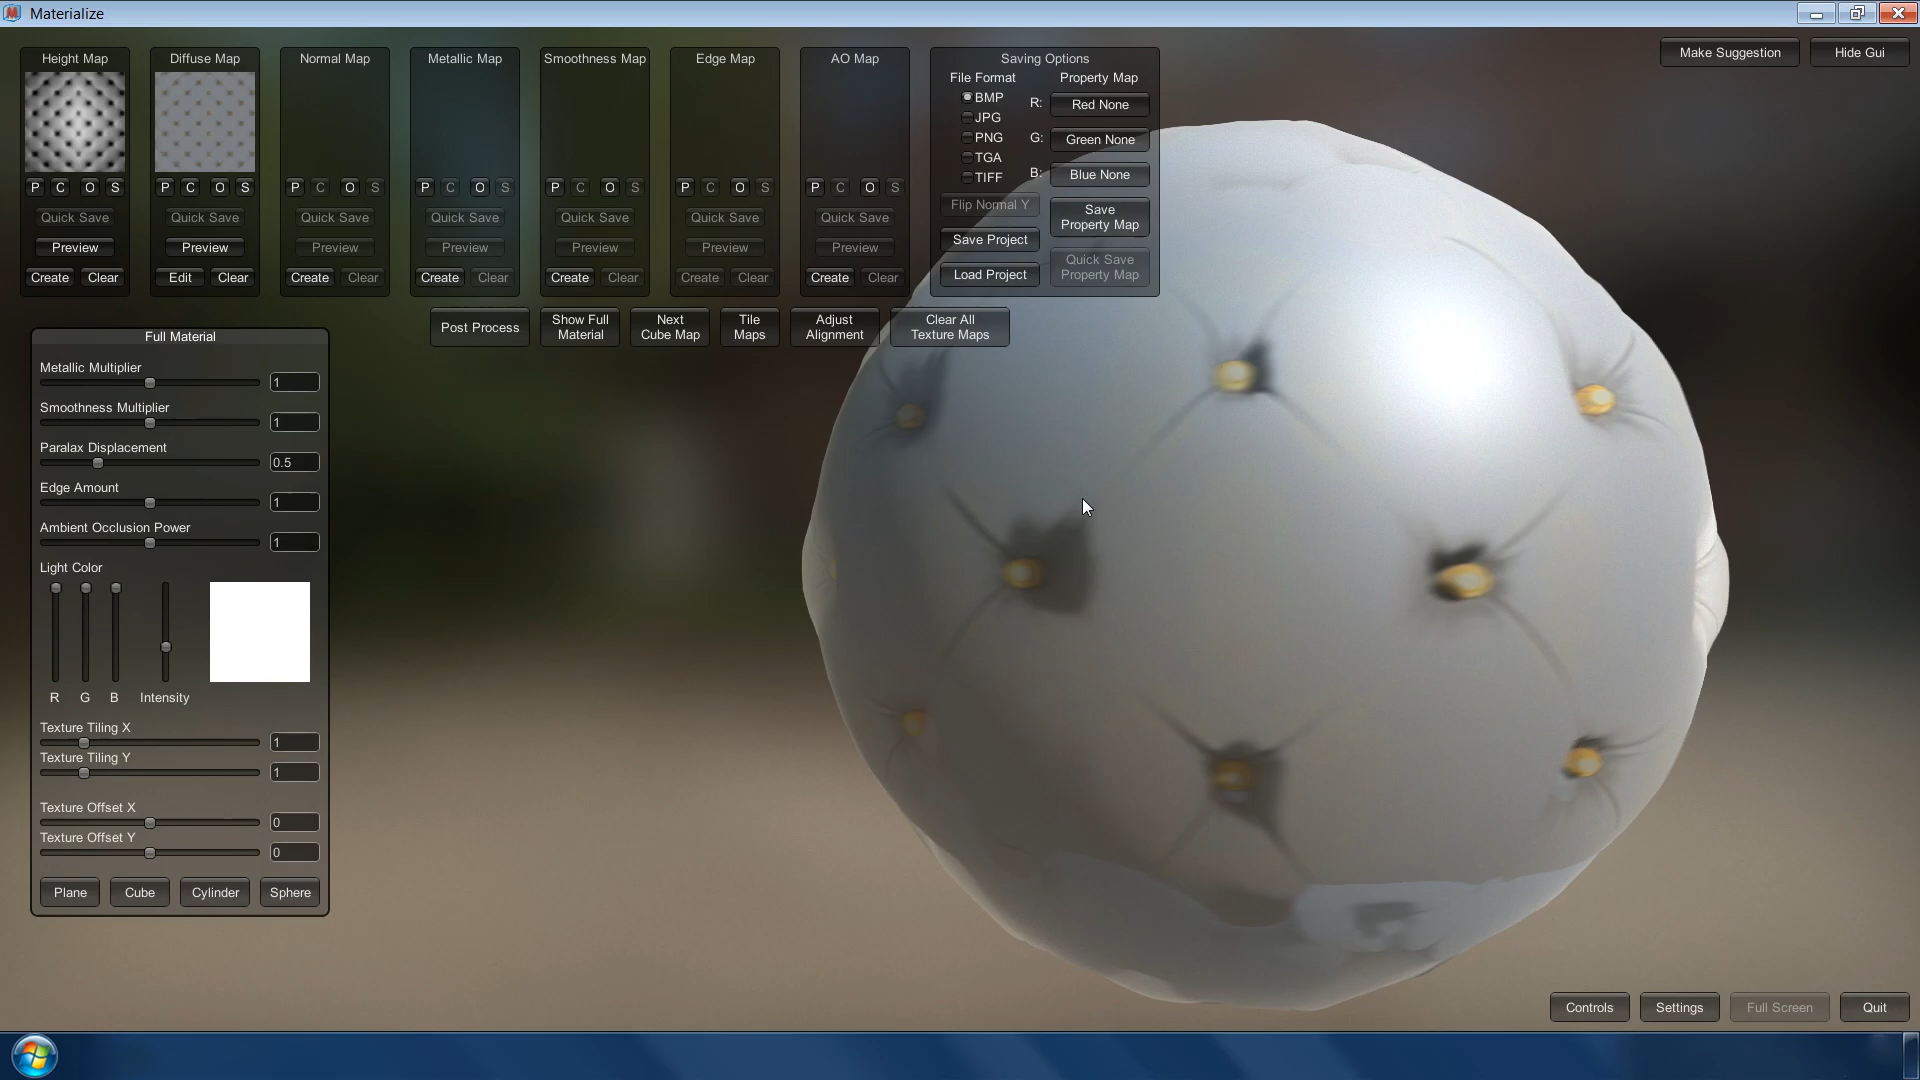 Materialize
Make Suggestion
Hide Gui
Height Map
P C O S
Quick Save
Preview
Create Clear
Diffuse Map
P C O S
Quick Save
Preview
Edit Clear
Normal Map
P C O S
Quick Save
Preview
Create Clear
Metallic Map
P C O S
Quick Save
Preview
Create Clear
Smoothness Map
P C O S
Quick Save
Preview
Create Clear
Edge Map
P C O S
Quick Save
Preview
Create Clear
AO Map
P C O S
Quick Save
Preview
Create Clear
Saving Options
File Format
BMP
JPG
PNG
TGA
TIFF
Flip Normal Y
Save Project
Load Project
Property Map
R: Red None
G: Green None
B: Blue None
Save
Property Map
Quick Save
Property Map
Post Process
Show Full
Material
Next
Cube Map
Tile
Maps
Adjust
Alignment
Clear All
Texture Maps
Full Material
Metallic Multiplier
1
Smoothness Multiplier
1
Paralax Displacement
0.5
Edge Amount
1
Ambient Occlusion Power
1
Light Color
R G B Intensity
Texture Tiling X
1
Texture Tiling Y
1
Texture Offset X
0
Texture Offset Y
0
Plane Cube Cylinder Sphere
Controls Settings Full Screen Quit